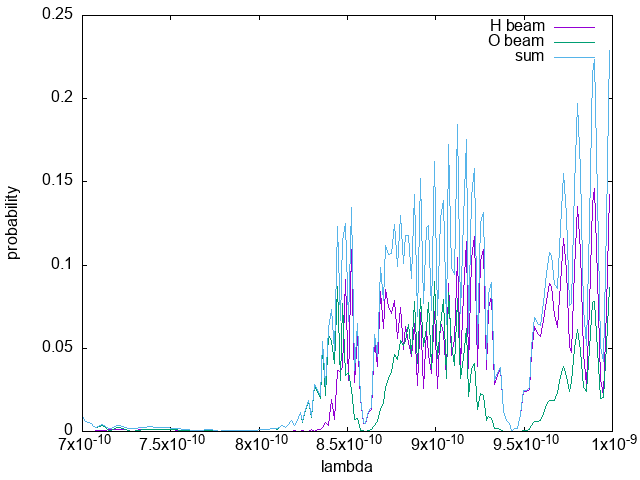 0.25
0.2
0.15
0.1
0.05
0
probability
H beam
O beam
sum
7x10⁻¹⁰ 7.5x10⁻¹⁰ 8x10⁻¹⁰ 8.5x10⁻¹⁰ 9x10⁻¹⁰ 9.5x10⁻¹⁰ 1x10⁻⁹
lambda